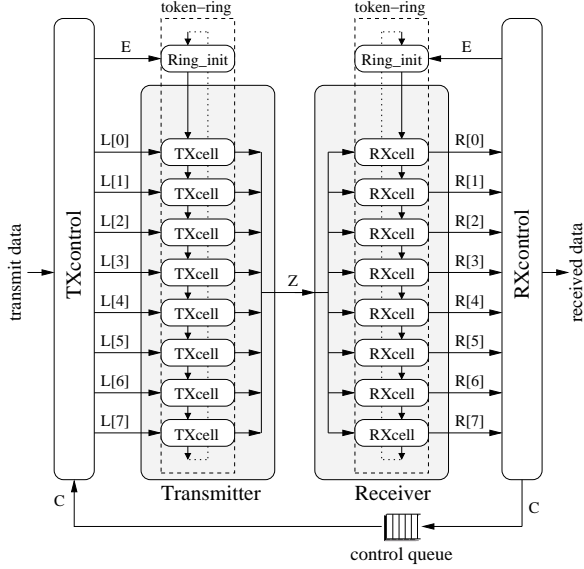 token-ring token-ring
E Ring_init Ring_init E
L[0] TXcell RXcell R[0]
L[1] TXcell RXcell R[1]
L[2] TXcell RXcell R[2]
transmit data TXcontrol L[3] TXcell Z RXcell R[3] RXcontrol received data
L[4] TXcell RXcell R[4]
L[5] TXcell RXcell R[5]
L[6] TXcell RXcell R[6]
L[7] TXcell RXcell R[7]
Transmitter Receiver
C C
control queue